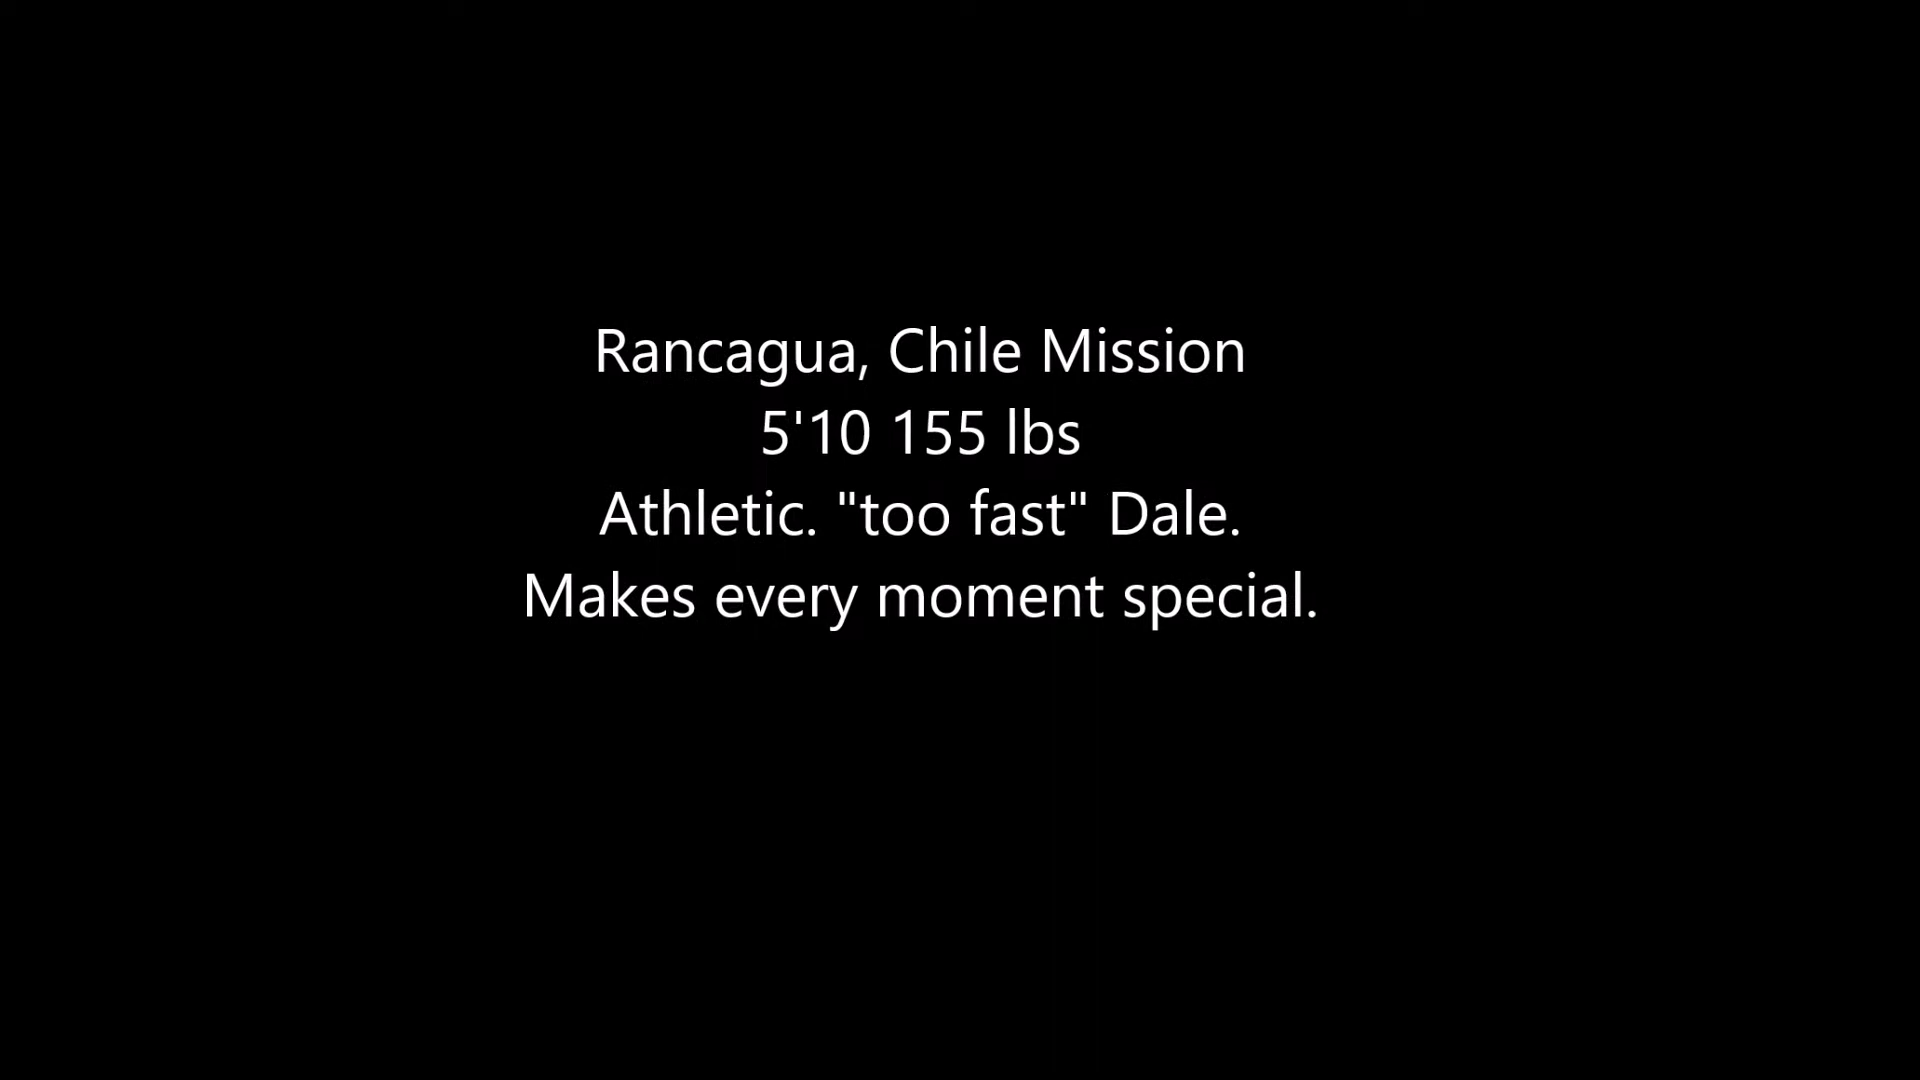 Rancagua, Chile Mission
5'10 155 lbs
Athletic. "too fast" Dale.
Makes every moment special.